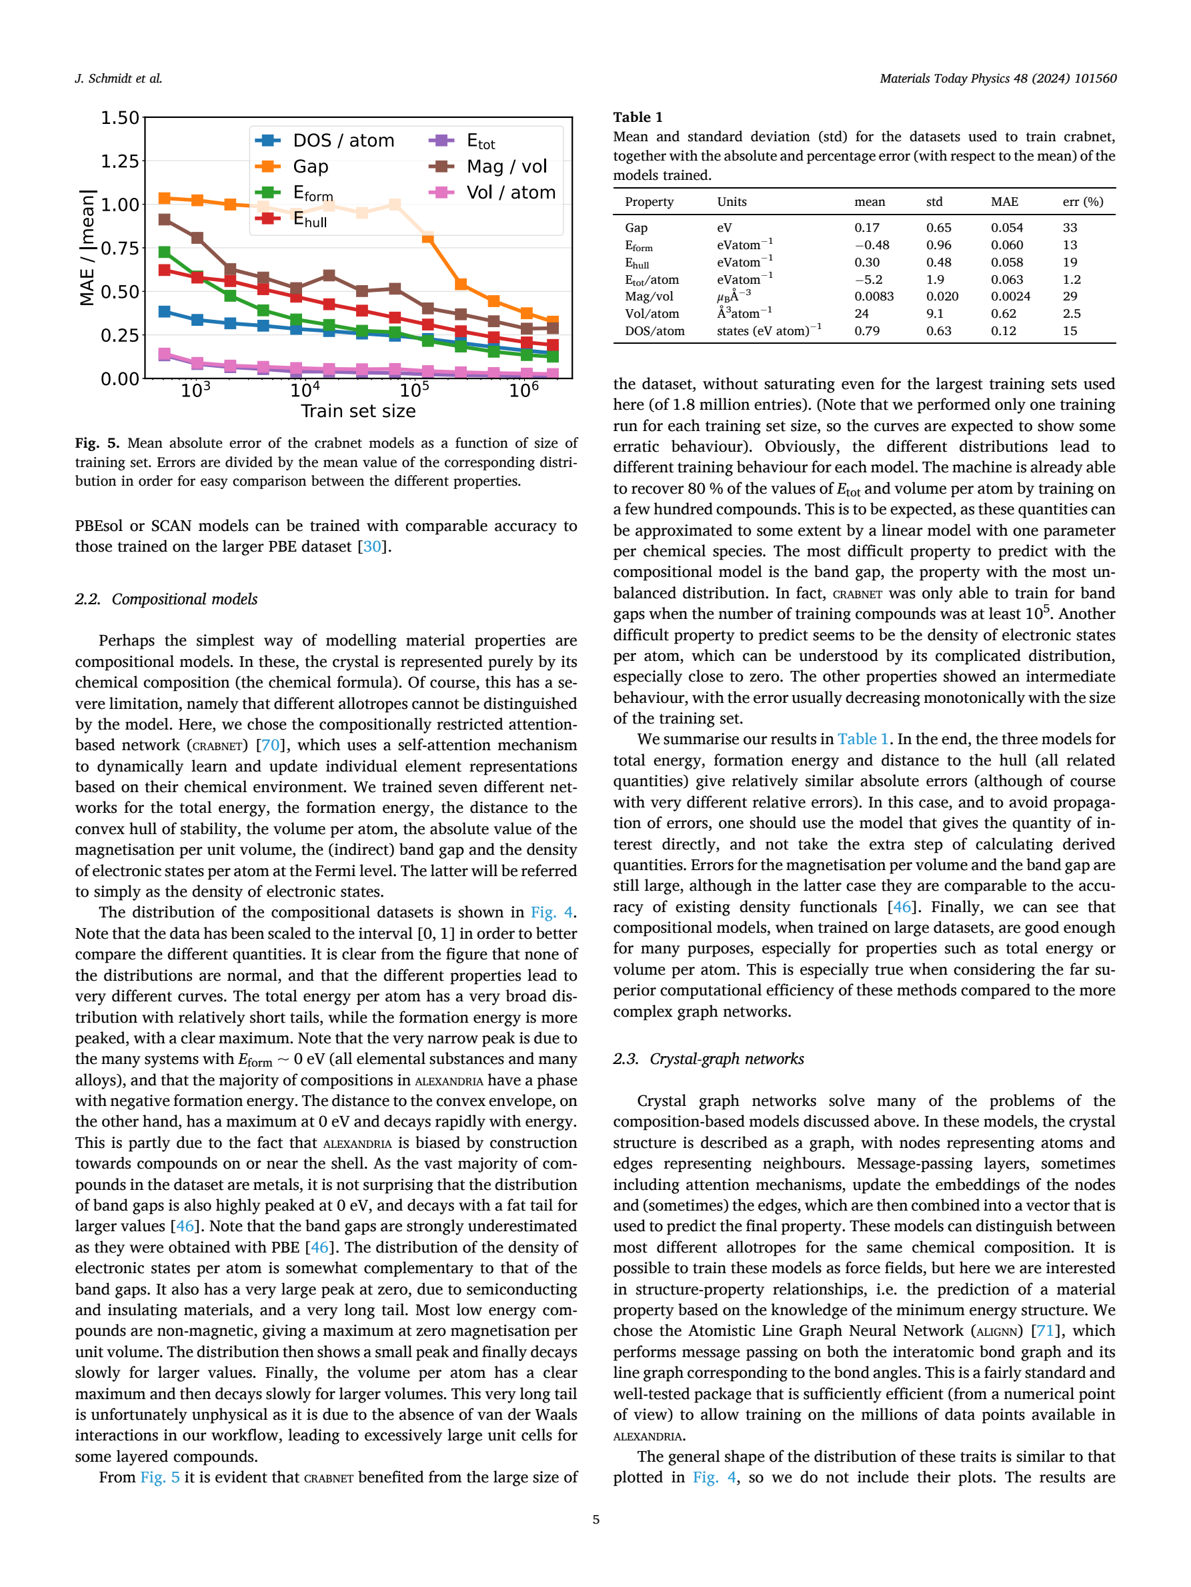 J. Schmidt et al.
Materials Today Physics 48 (2024) 101560
1.50
1.25
1.00
0.75
0.50
0.25
0.00
MAE / |mean|
DOS / atom
Gap
Eform
Ehull
Etot
Mag / vol
Vol / atom
10³
10⁴
10⁵
10⁶
Train set size
Fig. 5. Mean absolute error of the crabnet models as a function of size of
training set. Errors are divided by the mean value of the corresponding distri-
bution in order for easy comparison between the different properties.
PBEsol or SCAN models can be trained with comparable accuracy to
those trained on the larger PBE dataset [30].
2.2. Compositional models
Perhaps the simplest way of modelling material properties are
compositional models. In these, the crystal is represented purely by its
chemical composition (the chemical formula). Of course, this has a se-
vere limitation, namely that different allotropes cannot be distinguished
by the model. Here, we chose the compositionally restricted attention-
based network (CRABNET) [70], which uses a self-attention mechanism
to dynamically learn and update individual element representations
based on their chemical environment. We trained seven different net-
works for the total energy, the formation energy, the distance to the
convex hull of stability, the volume per atom, the absolute value of the
magnetisation per unit volume, the (indirect) band gap and the density
of electronic states per atom at the Fermi level. The latter will be referred
to simply as the density of electronic states.
The distribution of the compositional datasets is shown in Fig. 4.
Note that the data has been scaled to the interval [0, 1] in order to better
compare the different quantities. It is clear from the figure that none of
the distributions are normal, and that the different properties lead to
very different curves. The total energy per atom has a very broad dis-
tribution with relatively short tails, while the formation energy is more
peaked, with a clear maximum. Note that the very narrow peak is due to
the many systems with Eform ∼ 0 eV (all elemental substances and many
alloys), and that the majority of compositions in ALEXANDRIA have a phase
with negative formation energy. The distance to the convex envelope, on
the other hand, has a maximum at 0 eV and decays rapidly with energy.
This is partly due to the fact that ALEXANDRIA is biased by construction
towards compounds on or near the shell. As the vast majority of com-
pounds in the dataset are metals, it is not surprising that the distribution
of band gaps is also highly peaked at 0 eV, and decays with a fat tail for
larger values [46]. Note that the band gaps are strongly underestimated
as they were obtained with PBE [46]. The distribution of the density of
electronic states per atom is somewhat complementary to that of the
band gaps. It also has a very large peak at zero, due to semiconducting
and insulating materials, and a very long tail. Most low energy com-
pounds are non-magnetic, giving a maximum at zero magnetisation per
unit volume. The distribution then shows a small peak and finally decays
slowly for larger values. Finally, the volume per atom has a clear
maximum and then decays slowly for larger volumes. This very long tail
is unfortunately unphysical as it is due to the absence of van der Waals
interactions in our workflow, leading to excessively large unit cells for
some layered compounds.
From Fig. 5 it is evident that CRABNET benefited from the large size of
Table 1
Mean and standard deviation (std) for the datasets used to train crabnet,
together with the absolute and percentage error (with respect to the mean) of the
models trained.
Property Units mean std MAE err (%)
Gap eV 0.17 0.65 0.054 33
Eform eVatom⁻¹ −0.48 0.96 0.060 13
Ehull eVatom⁻¹ 0.30 0.48 0.058 19
Etot/atom eVatom⁻¹ −5.2 1.9 0.063 1.2
Mag/vol μBÅ⁻³ 0.0083 0.020 0.0024 29
Vol/atom Å³atom⁻¹ 24 9.1 0.62 2.5
DOS/atom states (eV atom)⁻¹ 0.79 0.63 0.12 15
the dataset, without saturating even for the largest training sets used
here (of 1.8 million entries). (Note that we performed only one training
run for each training set size, so the curves are expected to show some
erratic behaviour). Obviously, the different distributions lead to
different training behaviour for each model. The machine is already able
to recover 80 % of the values of Etot and volume per atom by training on
a few hundred compounds. This is to be expected, as these quantities can
be approximated to some extent by a linear model with one parameter
per chemical species. The most difficult property to predict with the
compositional model is the band gap, the property with the most un-
balanced distribution. In fact, CRABNET was only able to train for band
gaps when the number of training compounds was at least 10⁵. Another
difficult property to predict seems to be the density of electronic states
per atom, which can be understood by its complicated distribution,
especially close to zero. The other properties showed an intermediate
behaviour, with the error usually decreasing monotonically with the size
of the training set.
We summarise our results in Table 1. In the end, the three models for
total energy, formation energy and distance to the hull (all related
quantities) give relatively similar absolute errors (although of course
with very different relative errors). In this case, and to avoid propaga-
tion of errors, one should use the model that gives the quantity of in-
terest directly, and not take the extra step of calculating derived
quantities. Errors for the magnetisation per volume and the band gap are
still large, although in the latter case they are comparable to the accu-
racy of existing density functionals [46]. Finally, we can see that
compositional models, when trained on large datasets, are good enough
for many purposes, especially for properties such as total energy or
volume per atom. This is especially true when considering the far su-
perior computational efficiency of these methods compared to the more
complex graph networks.
2.3. Crystal-graph networks
Crystal graph networks solve many of the problems of the
composition-based models discussed above. In these models, the crystal
structure is described as a graph, with nodes representing atoms and
edges representing neighbours. Message-passing layers, sometimes
including attention mechanisms, update the embeddings of the nodes
and (sometimes) the edges, which are then combined into a vector that is
used to predict the final property. These models can distinguish between
most different allotropes for the same chemical composition. It is
possible to train these models as force fields, but here we are interested
in structure-property relationships, i.e. the prediction of a material
property based on the knowledge of the minimum energy structure. We
chose the Atomistic Line Graph Neural Network (ALIGNN) [71], which
performs message passing on both the interatomic bond graph and its
line graph corresponding to the bond angles. This is a fairly standard and
well-tested package that is sufficiently efficient (from a numerical point
of view) to allow training on the millions of data points available in
ALEXANDRIA.
The general shape of the distribution of these traits is similar to that
plotted in Fig. 4, so we do not include their plots. The results are
5